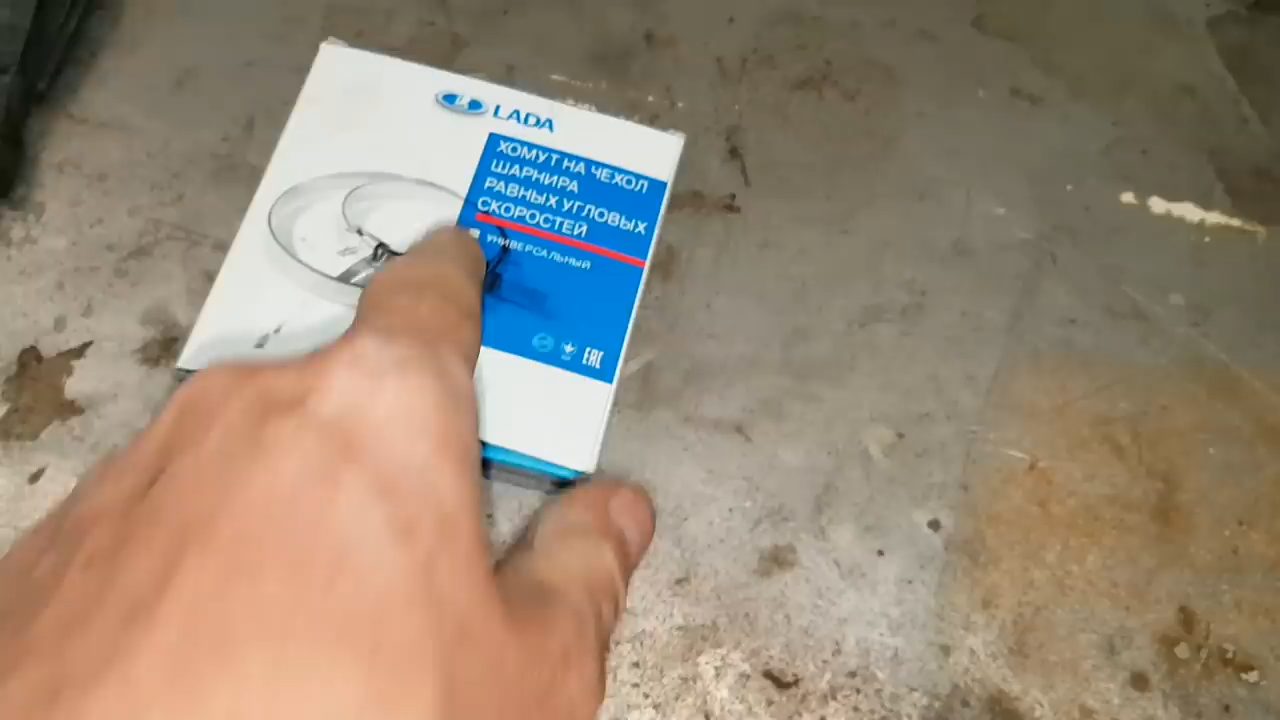 LADA
ХОМУТ НА ЧЕХОЛ
ШАРНИРА
РАВНЫХ УГЛОВЫХ
СКОРОСТЕЙ
УНИВЕРСАЛЬНЫЙ
EAC